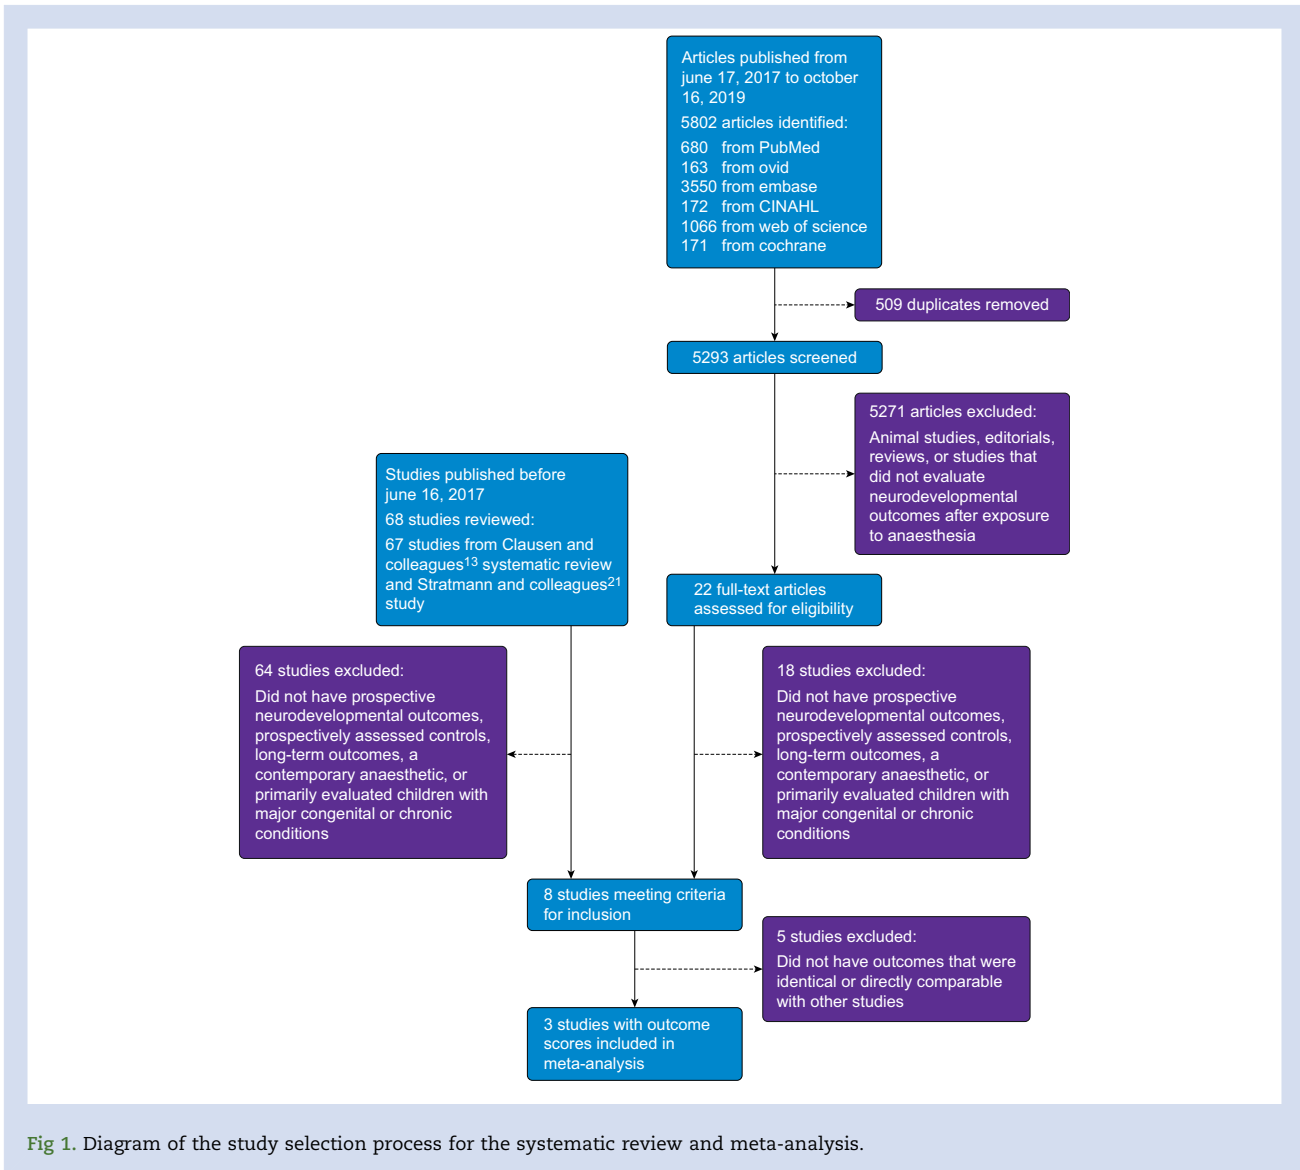 Articles published from
june 17, 2017 to october
16, 2019
5802 articles identified:
680 from PubMed
163 from ovid
3550 from embase
172 from CINAHL
1066 from web of science
171 from cochrane
509 duplicates removed
5293 articles screened
5271 articles excluded:
Animal studies, editorials,
reviews, or studies that
did not evaluate
neurodevelopmental
outcomes after exposure
to anaesthesia
Studies published before
june 16, 2017
68 studies reviewed:
67 studies from Clausen and
colleagues13 systematic review
and Stratmann and colleagues21
study
22 full-text articles
assessed for eligibility
64 studies excluded:
Did not have prospective
neurodevelopmental outcomes,
prospectively assessed controls,
long-term outcomes, a
contemporary anaesthetic, or
primarily evaluated children with
major congenital or chronic
conditions
18 studies excluded:
Did not have prospective
neurodevelopmental outcomes,
prospectively assessed controls,
long-term outcomes, a
contemporary anaesthetic, or
primarily evaluated children with
major congenital or chronic
conditions
8 studies meeting criteria
for inclusion
5 studies excluded:
Did not have outcomes that were
identical or directly comparable
with other studies
3 studies with outcome
scores included in
meta-analysis
Fig 1. Diagram of the study selection process for the systematic review and meta-analysis.